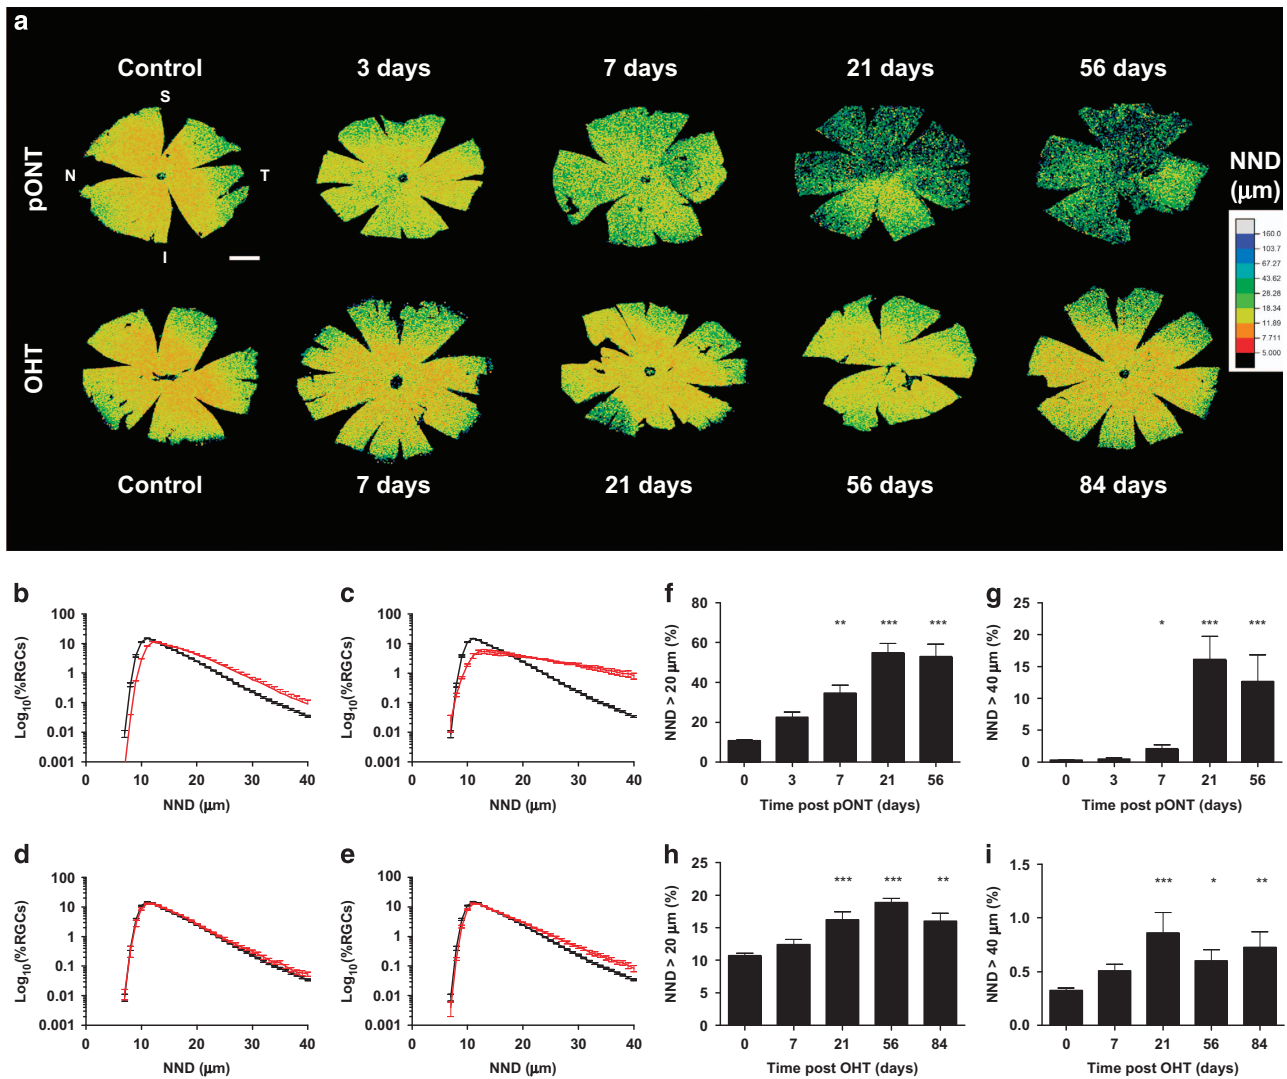 a
Control 3 days 7 days 21 days 56 days
S
N T
I
pONT
NND
(μm)
160.0
103.7
67.27
43.62
28.28
18.34
11.89
7.711
5.000
OHT
Control 7 days 21 days 56 days 84 days
b
Log10(%RGCs)
100
10
1
0.1
0.01
0.001
0 10 20 30 40
NND (μm)
c
Log10(%RGCs)
100
10
1
0.1
0.01
0.001
0 10 20 30 40
NND (μm)
f
NND > 20 μm (%)
80
60
40
20
0
** *** ***
0 3 7 21 56
Time post pONT (days)
g
NND > 40 μm (%)
25
20
15
10
5
0
* *** ***
0 3 7 21 56
Time post pONT (days)
d
Log10(%RGCs)
100
10
1
0.1
0.01
0.001
0 10 20 30 40
NND (μm)
e
Log10(%RGCs)
100
10
1
0.1
0.01
0.001
0 10 20 30 40
NND (μm)
h
NND > 20 μm (%)
25
20
15
10
5
0
*** *** **
0 7 21 56 84
Time post OHT (days)
i
NND > 40 μm (%)
1.5
1.0
0.5
0.0
*** * **
0 7 21 56 84
Time post OHT (days)